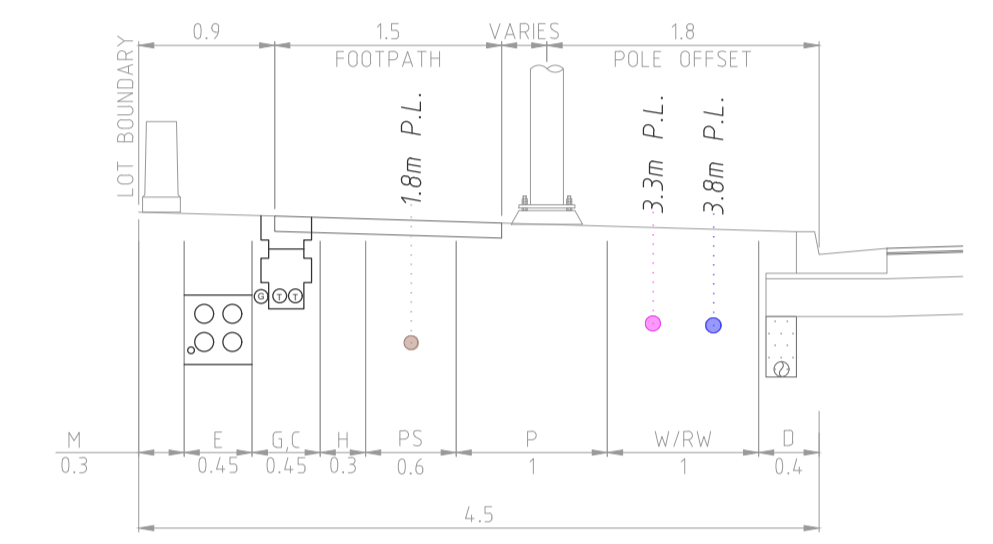 0.9 1.5 VARIES 1.8
FOOTPATH POLE OFFSET
LOT BOUNDARY
1.8m P.L.
3.3m P.L.
3.8m P.L.
G T T
M E G,C H PS P W/RW D
0.3 0.45 0.45 0.3 0.6 1 1 0.4
4.5